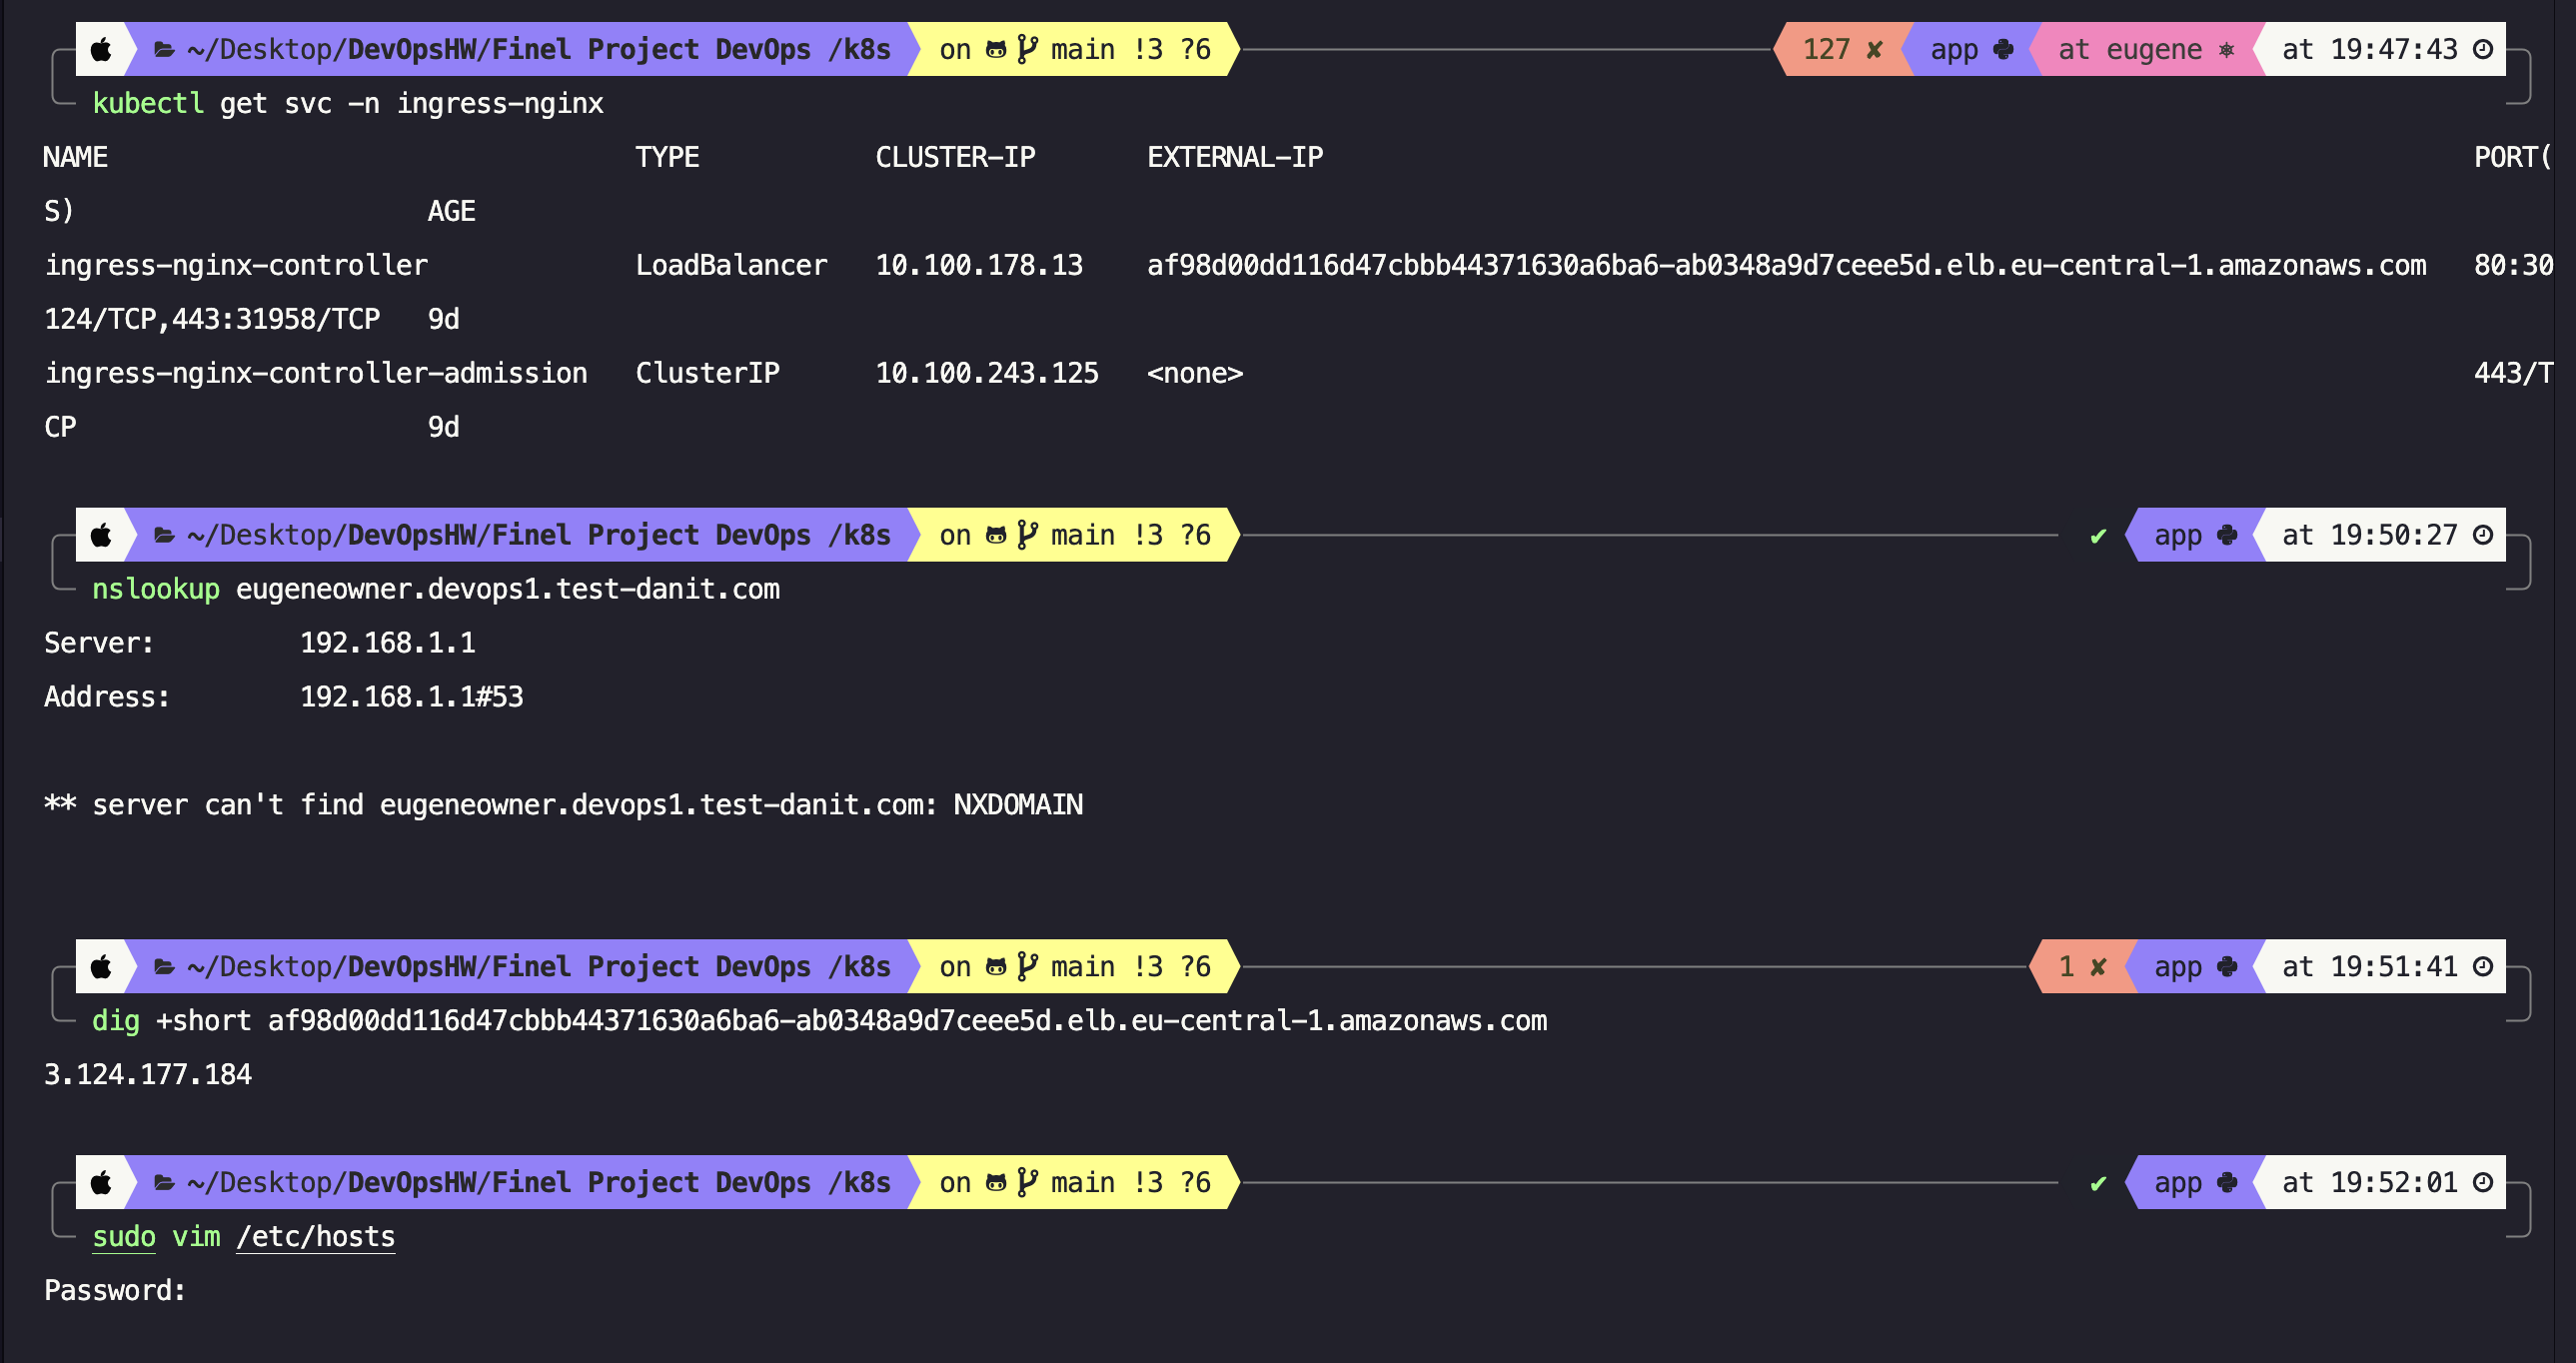 ~/Desktop/DevOpsHW/Finel Project DevOps /k8s on main !3 ?6 127 ✘ app at eugene at 19:47:43
kubectl get svc -n ingress-nginx
NAME TYPE CLUSTER-IP EXTERNAL-IP PORT(
S) AGE
ingress-nginx-controller LoadBalancer 10.100.178.13 af98d00dd116d47cbbb44371630a6ba6-ab0348a9d7ceee5d.elb.eu-central-1.amazonaws.com 80:30
124/TCP,443:31958/TCP 9d
ingress-nginx-controller-admission ClusterIP 10.100.243.125 <none> 443/T
CP 9d
~/Desktop/DevOpsHW/Finel Project DevOps /k8s on main !3 ?6 ✔ app at 19:50:27
nslookup eugeneowner.devops1.test-danit.com
Server: 192.168.1.1
Address: 192.168.1.1#53
** server can't find eugeneowner.devops1.test-danit.com: NXDOMAIN
~/Desktop/DevOpsHW/Finel Project DevOps /k8s on main !3 ?6 1 ✘ app at 19:51:41
dig +short af98d00dd116d47cbbb44371630a6ba6-ab0348a9d7ceee5d.elb.eu-central-1.amazonaws.com
3.124.177.184
~/Desktop/DevOpsHW/Finel Project DevOps /k8s on main !3 ?6 ✔ app at 19:52:01
sudo vim /etc/hosts
Password: